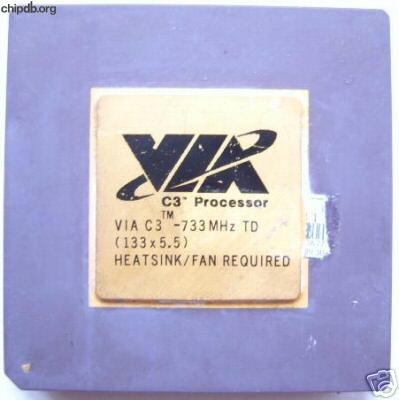 chipdb.org
VIA
C3™ Processor
VIA C3™-733MHz TD
(133x5.5)
HEATSINK/FAN REQUIRED